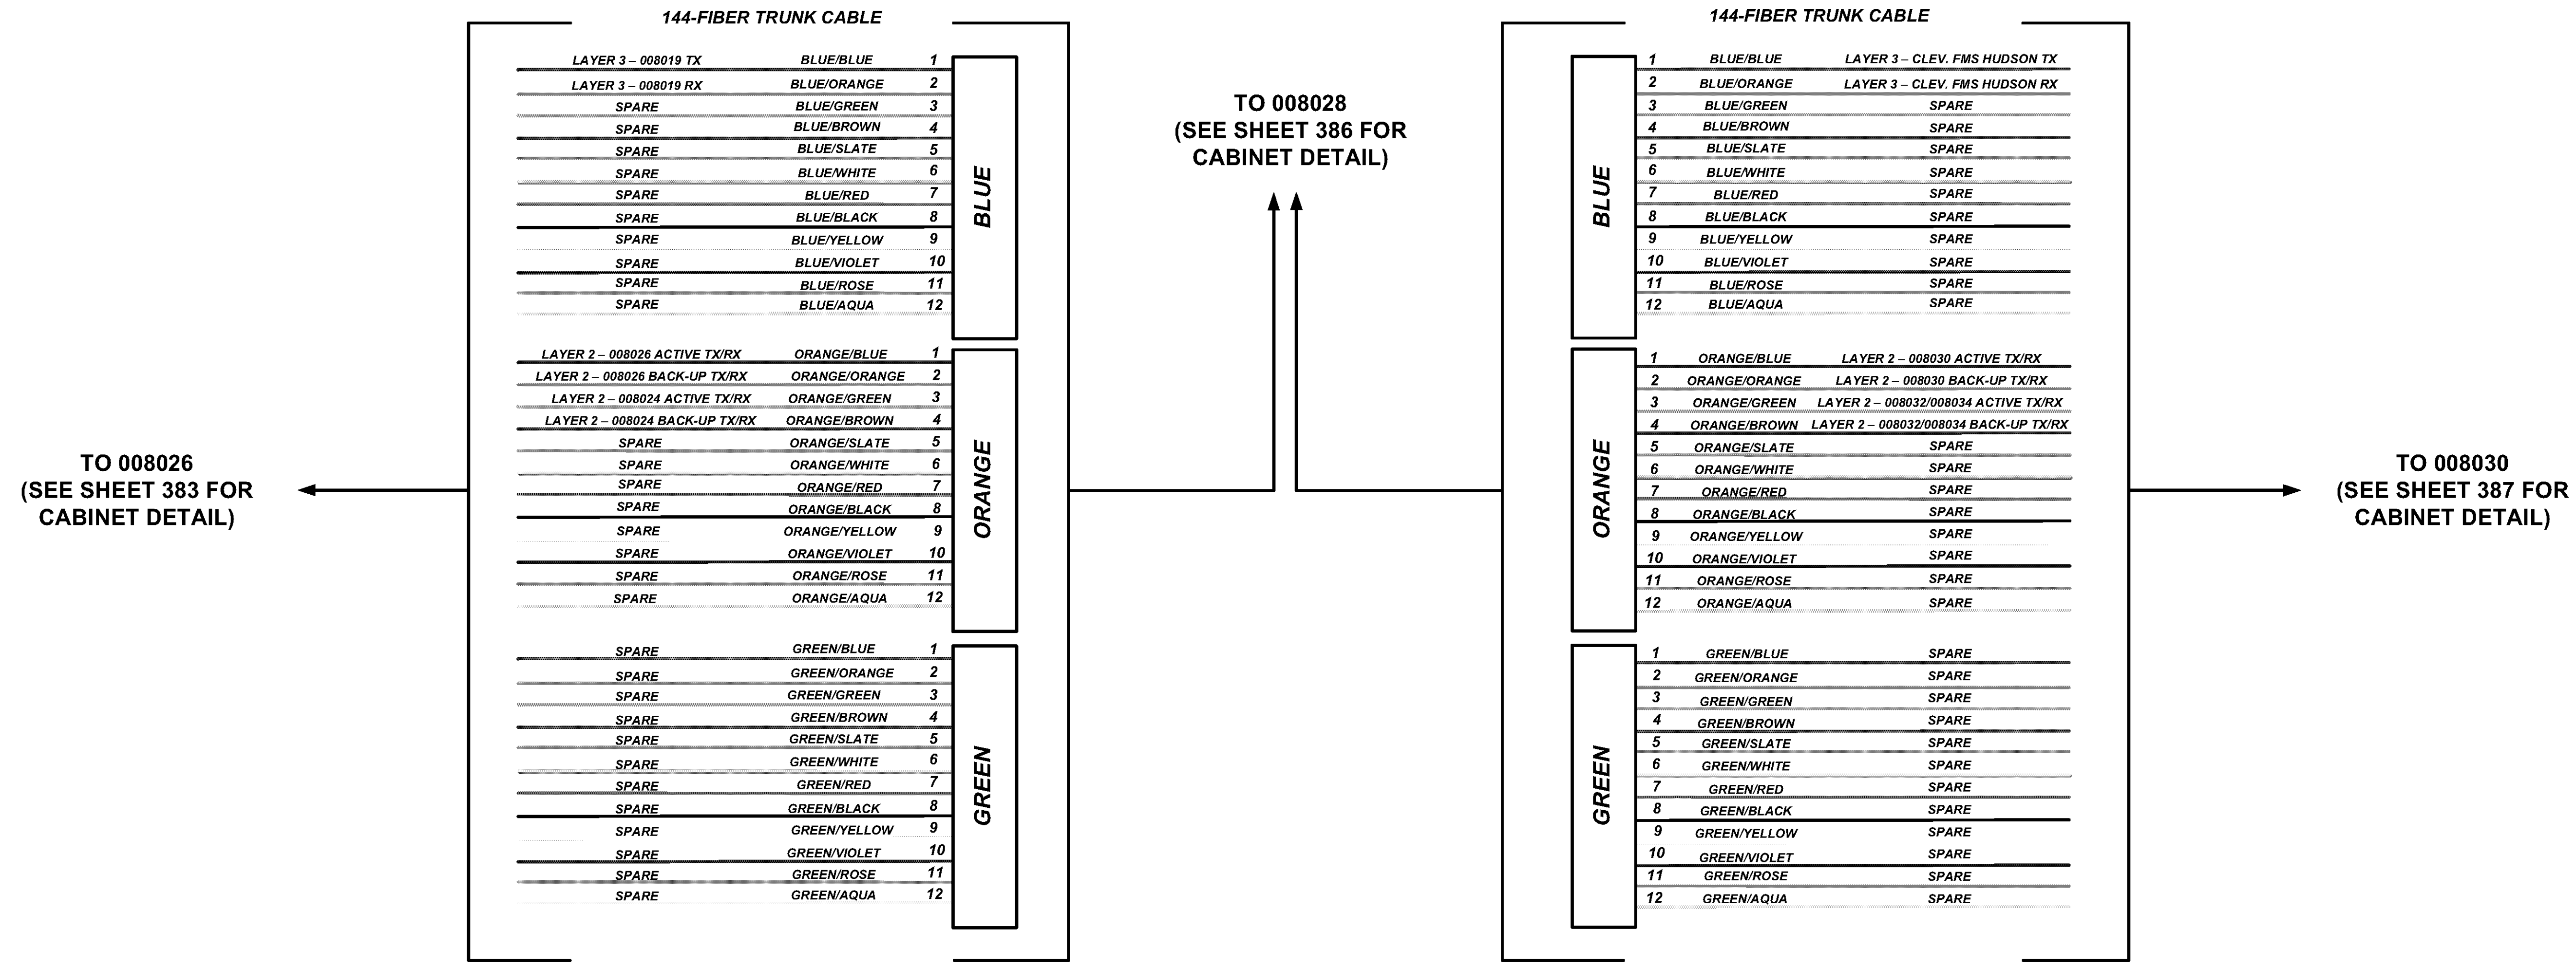 144-FIBER TRUNK CABLE
LAYER 3 – 008019 TX BLUE/BLUE 1
LAYER 3 – 008019 RX BLUE/ORANGE 2
SPARE BLUE/GREEN 3
SPARE BLUE/BROWN 4
SPARE BLUE/SLATE 5
SPARE BLUE/WHITE 6
SPARE BLUE/RED 7
SPARE BLUE/BLACK 8
SPARE BLUE/YELLOW 9
SPARE BLUE/VIOLET 10
SPARE BLUE/ROSE 11
SPARE BLUE/AQUA 12
BLUE
LAYER 2 – 008026 ACTIVE TX/RX ORANGE/BLUE 1
LAYER 2 – 008026 BACK-UP TX/RX ORANGE/ORANGE 2
LAYER 2 – 008024 ACTIVE TX/RX ORANGE/GREEN 3
LAYER 2 – 008024 BACK-UP TX/RX ORANGE/BROWN 4
SPARE ORANGE/SLATE 5
SPARE ORANGE/WHITE 6
SPARE ORANGE/RED 7
SPARE ORANGE/BLACK 8
SPARE ORANGE/YELLOW 9
SPARE ORANGE/VIOLET 10
SPARE ORANGE/ROSE 11
SPARE ORANGE/AQUA 12
ORANGE
SPARE GREEN/BLUE 1
SPARE GREEN/ORANGE 2
SPARE GREEN/GREEN 3
SPARE GREEN/BROWN 4
SPARE GREEN/SLATE 5
SPARE GREEN/WHITE 6
SPARE GREEN/RED 7
SPARE GREEN/BLACK 8
SPARE GREEN/YELLOW 9
SPARE GREEN/VIOLET 10
SPARE GREEN/ROSE 11
SPARE GREEN/AQUA 12
GREEN
TO 008026
(SEE SHEET 383 FOR
CABINET DETAIL)
TO 008028
(SEE SHEET 386 FOR
CABINET DETAIL)
144-FIBER TRUNK CABLE
BLUE
1 BLUE/BLUE LAYER 3 – CLEV. FMS HUDSON TX
2 BLUE/ORANGE LAYER 3 – CLEV. FMS HUDSON RX
3 BLUE/GREEN SPARE
4 BLUE/BROWN SPARE
5 BLUE/SLATE SPARE
6 BLUE/WHITE SPARE
7 BLUE/RED SPARE
8 BLUE/BLACK SPARE
9 BLUE/YELLOW SPARE
10 BLUE/VIOLET SPARE
11 BLUE/ROSE SPARE
12 BLUE/AQUA SPARE
ORANGE
1 ORANGE/BLUE LAYER 2 – 008030 ACTIVE TX/RX
2 ORANGE/ORANGE LAYER 2 – 008030 BACK-UP TX/RX
3 ORANGE/GREEN LAYER 2 – 008032/008034 ACTIVE TX/RX
4 ORANGE/BROWN LAYER 2 – 008032/008034 BACK-UP TX/RX
5 ORANGE/SLATE SPARE
6 ORANGE/WHITE SPARE
7 ORANGE/RED SPARE
8 ORANGE/BLACK SPARE
9 ORANGE/YELLOW SPARE
10 ORANGE/VIOLET SPARE
11 ORANGE/ROSE SPARE
12 ORANGE/AQUA SPARE
GREEN
1 GREEN/BLUE SPARE
2 GREEN/ORANGE SPARE
3 GREEN/GREEN SPARE
4 GREEN/BROWN SPARE
5 GREEN/SLATE SPARE
6 GREEN/WHITE SPARE
7 GREEN/RED SPARE
8 GREEN/BLACK SPARE
9 GREEN/YELLOW SPARE
10 GREEN/VIOLET SPARE
11 GREEN/ROSE SPARE
12 GREEN/AQUA SPARE
TO 008030
(SEE SHEET 387 FOR
CABINET DETAIL)